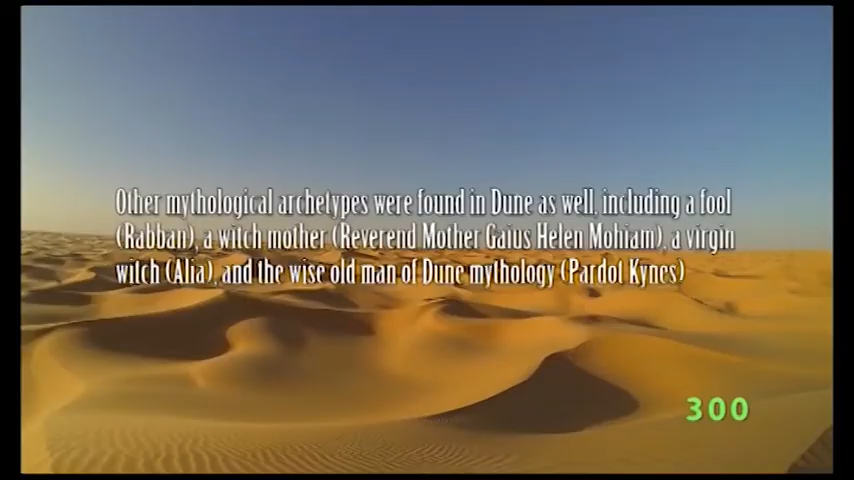 Other mythological archetypes were found in Dune as well, including a fool
(Rabban), a witch mother (Reverend Mother Gaius Helen Mohiam), a virgin
witch (Alia), and the wise old man of Dune mythology (Pardot Kynes)
300